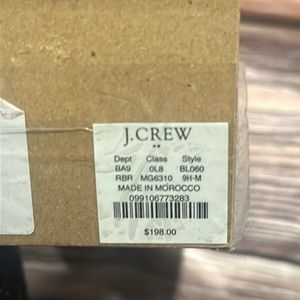 J.CREW
Dept Class Style
BA9 0L8 BL060
RBR MG6310 9H-M
MADE IN MOROCCO
099106773283
$198.00